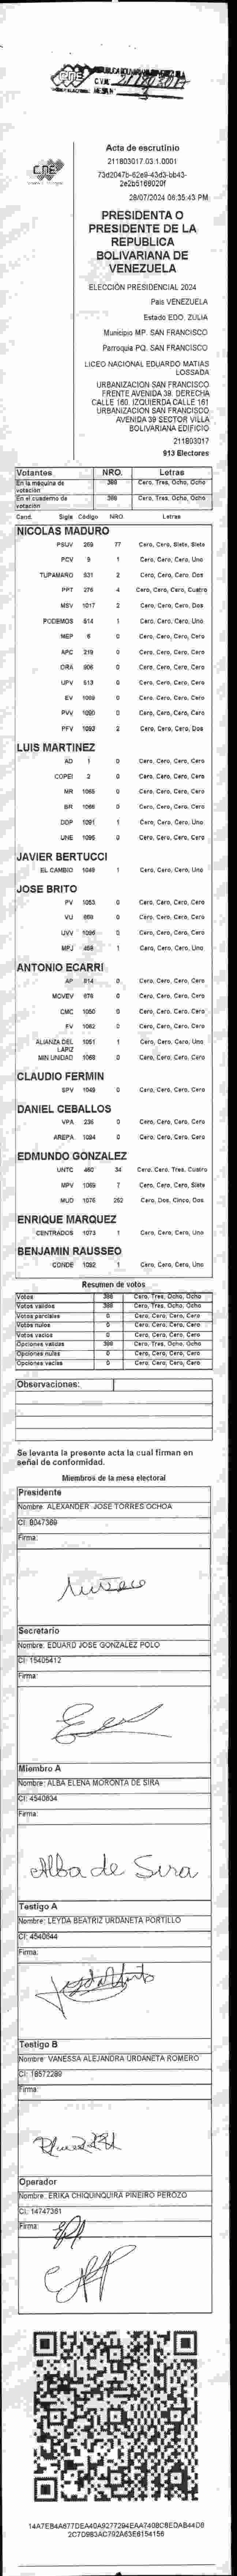 CNE
Acta de escrutinio
211803017.03.1.0001
28/07/2024 06:35:43 PM
PRESIDENTA O
PRESIDENTE DE LA
REPUBLICA
BOLIVARIANA DE
VENEZUELA
ELECCIÓN PRESIDENCIAL 2024
País VENEZUELA
Estado EDO. ZULIA
Municipio MP. SAN FRANCISCO
Parroquia PQ. SAN FRANCISCO
LICEO NACIONAL EDUARDO MATIAS
LOSSADA
URBANIZACION SAN FRANCISCO
FRENTE AVENIDA 39. DERECHA
CALLE 160. IZQUIERDA CALLE 161
URBANIZACION SAN FRANCISCO
AVENIDA 39 SECTOR VILLA
BOLIVARIANA EDIFICIO
211803017
913 Electores
Votantes NRO. Letras
En la máquina de votación 388 Cero, Tres, Ocho, Ocho
En el cuaderno de votación 388 Cero, Tres, Ocho, Ocho
Cand. Sigla Código NRO Letras
NICOLAS MADURO
PSUV 269 77 Cero, Cero, Siete, Siete
PCV 9 1 Cero, Cero, Cero, Uno
TUPAMARO 531 2 Cero, Cero, Cero, Dos
PPT 276 4 Cero, Cero, Cero, Cuatro
MSV 1017 2 Cero, Cero, Cero, Dos
PODEMOS 514 1 Cero, Cero, Cero, Uno
MEP 6 0 Cero, Cero, Cero, Cero
APC 219 0 Cero, Cero, Cero, Cero
ORA 906 0 Cero, Cero, Cero, Cero
UPV 513 0 Cero, Cero, Cero, Cero
EV 1089 0 Cero, Cero, Cero, Cero
PVV 1090 0 Cero, Cero, Cero, Cero
PFV 1093 2 Cero, Cero, Cero, Dos
LUIS MARTINEZ
AD 1 0 Cero, Cero, Cero, Cero
COPEI 2 0 Cero, Cero, Cero, Cero
MR 1065 0 Cero, Cero, Cero, Cero
BR 1066 0 Cero, Cero, Cero, Cero
DDP 1091 1 Cero, Cero, Cero, Uno
UNE 1095 0 Cero, Cero, Cero, Cero
JAVIER BERTUCCI
EL CAMBIO 1049 1 Cero, Cero, Cero, Uno
JOSE BRITO
PV 1053 0 Cero, Cero, Cero, Cero
VU 868 0 Cero, Cero, Cero, Cero
UVV 1096 0 Cero, Cero, Cero, Cero
MPJ 458 1 Cero, Cero, Cero, Uno
ANTONIO ECARRI
AP 814 0 Cero, Cero, Cero, Cero
MOVEV 976 0 Cero, Cero, Cero, Cero
CMC 1050 0 Cero, Cero, Cero, Cero
FV 1082 0 Cero, Cero, Cero, Cero
ALIANZA DEL LAPIZ 1051 1 Cero, Cero, Cero, Uno
MIN UNIDAD 1068 0 Cero, Cero, Cero, Cero
CLAUDIO FERMIN
SPV 1049 0 Cero, Cero, Cero, Cero
DANIEL CEBALLOS
VPA 236 0 Cero, Cero, Cero, Cero
AREPA 1094 0 Cero, Cero, Cero, Cero
EDMUNDO GONZALEZ
UNTC 460 34 Cero, Cero, Tres, Cuatro
MPV 1069 7 Cero, Cero, Cero, Siete
MUD 1076 252 Cero, Dos, Cinco, Dos
ENRIQUE MARQUEZ
CENTRADOS 1073 1 Cero, Cero, Cero, Uno
BENJAMIN RAUSSEO
CONDE 1092 1 Cero, Cero, Cero, Uno
Resumen de votos
Votos 388 Cero, Tres, Ocho, Ocho
Votos validos 388 Cero, Tres, Ocho, Ocho
Votos parciales 0 Cero, Cero, Cero, Cero
Votos nulos 0 Cero, Cero, Cero, Cero
Votos vacíos 0 Cero, Cero, Cero, Cero
Opciones validas 388 Cero, Tres, Ocho, Ocho
Opciones nulas 0 Cero, Cero, Cero, Cero
Opciones vacías 0 Cero, Cero, Cero, Cero
Observaciones:
Se levanta la presente acta la cual firman en
señal de conformidad.
Miembros de la mesa electoral
Presidente
Nombre: ALEXANDER JOSE TORRES OCHOA
CI: 8047369
Firma:
Secretario
Nombre: EDUARD JOSE GONZALEZ POLO
CI: 15405412
Firma:
Miembro A
Nombre: ALBA ELENA MORONTA DE SIRA
CI: 4540834
Firma:
Alba de Sira
Testigo A
Nombre: LEYDA BEATRIZ URDANETA PORTILLO
CI: 4540644
Firma:
Testigo B
Nombre: VANESSA ALEJANDRA URDANETA ROMERO
CI: 18572289
Firma:
Operador
Nombre: ERIKA CHIQUINQUIRA PINEIRO PEROZO
CI: 14747361
Firma:
14A7EB4A677DEA40A9277294EAA7408C8EDAB44D6
2C7D9B3AC792A63E6154156